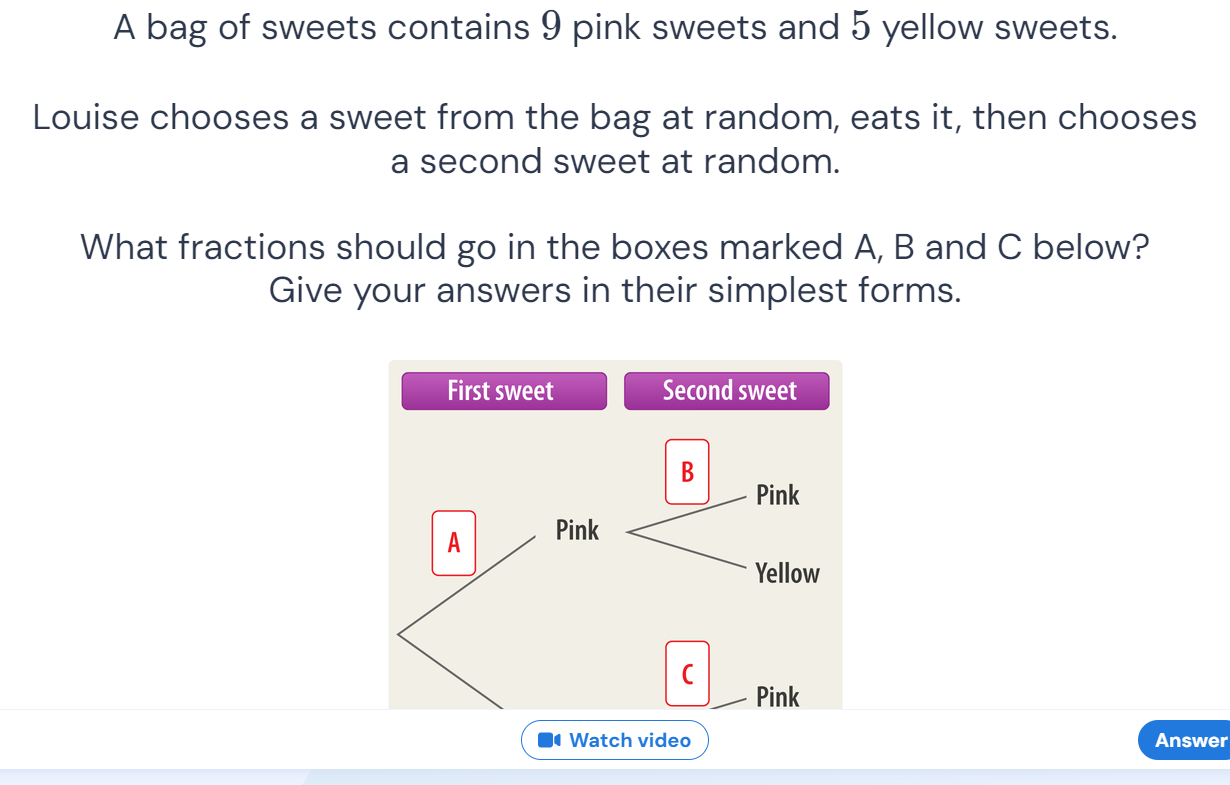 A bag of sweets contains 9 pink sweets and 5 yellow sweets.
Louise chooses a sweet from the bag at random, eats it, then chooses
a second sweet at random.
What fractions should go in the boxes marked A, B and C below?
Give your answers in their simplest forms.
First sweet
Second sweet
B
Pink
A
Pink
Yellow
C
Pink
Watch video
Answer